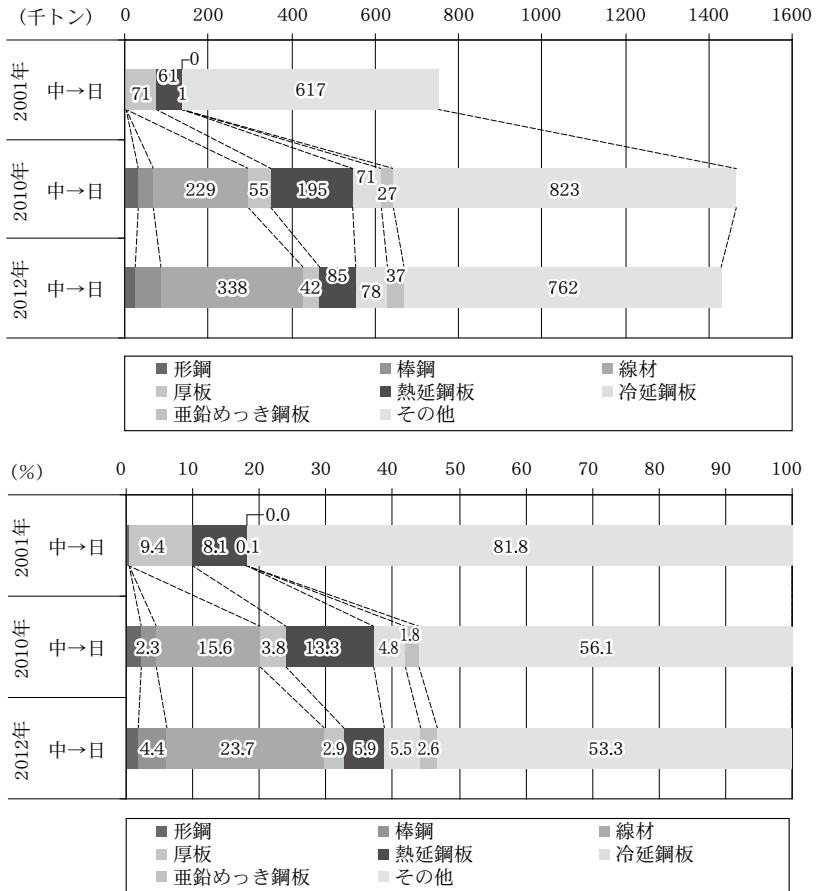 (千トン) 0 200 400 600 800 1000 1200 1400 1600
2001年 中→日 71 61 1 0 617
2010年 中→日 229 55 195 71 27 823
2012年 中→日 338 42 85 78 37 762
形鋼 棒鋼 線材
厚板 熱延鋼板 冷延鋼板
亜鉛めっき鋼板 その他
(%) 0 10 20 30 40 50 60 70 80 90 100
2001年 中→日 9.4 8.1 0.1 0.0 81.8
2010年 中→日 2.3 15.6 3.8 13.3 4.8 1.8 56.1
2012年 中→日 4.4 23.7 2.9 5.9 5.5 2.6 53.3
形鋼 棒鋼 線材
厚板 熱延鋼板 冷延鋼板
亜鉛めっき鋼板 その他